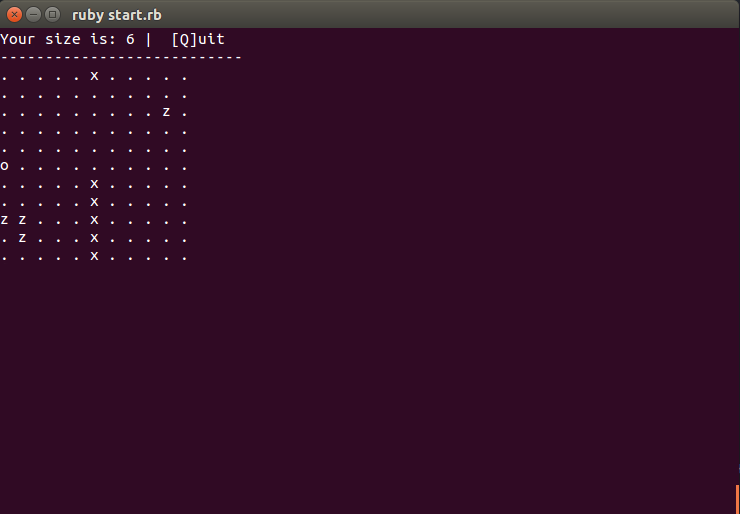 ruby start.rb
Your size is: 6 |  [Q]uit
---------------------------
. . . . . x . . . . .
. . . . . . . . . . .
. . . . . . . . . z .
. . . . . . . . . . .
. . . . . . . . . . .
o . . . . . . . . . .
. . . . . x . . . . .
. . . . . x . . . . .
z z . . . x . . . . .
. z . . . x . . . . .
. . . . . x . . . . .